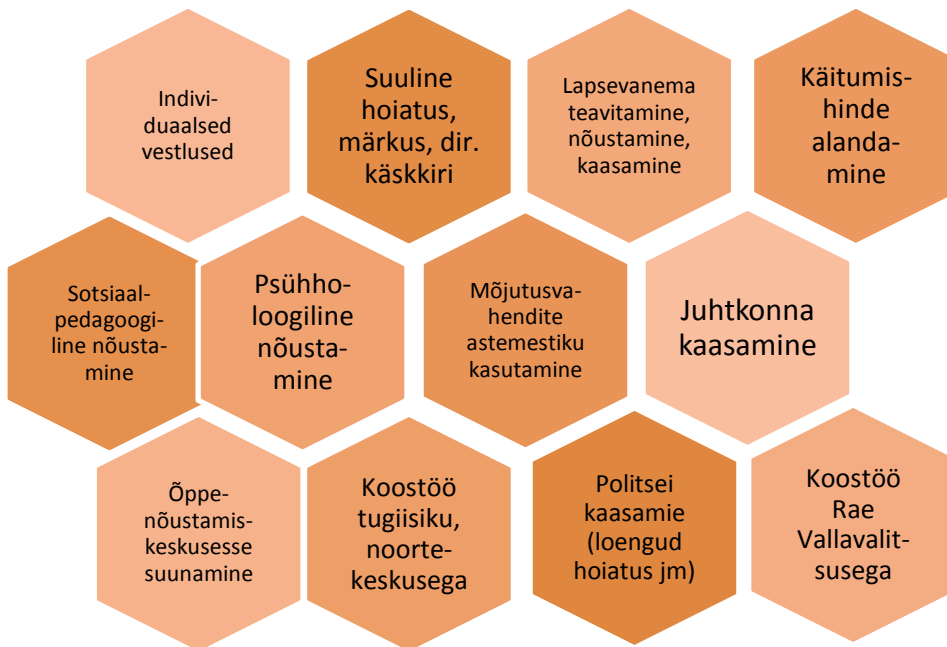 Indivi-
duaalsed
vestlused
Suuline
hoiatus,
märkus, dir.
käskkiri
Lapsevanema
teavitamine,
nõustamine,
kaasamine
Käitumis-
hinde
alanda-
mine
Sotsiaal-
pedagoogi-
line nõusta-
mine
Psühho-
loogiline
nõusta-
mine
Mõjutusva-
hendite
astemestiku
kasutamine
Juhtkonna
kaasamine
Õppe-
nõustamis-
keskusesse
suunamine
Koostöö
tugiisiku,
noorte-
keskusega
Politsei
kaasamie
(loengud
hoiatus jm)
Koostöö
Rae
Vallavalit-
susega